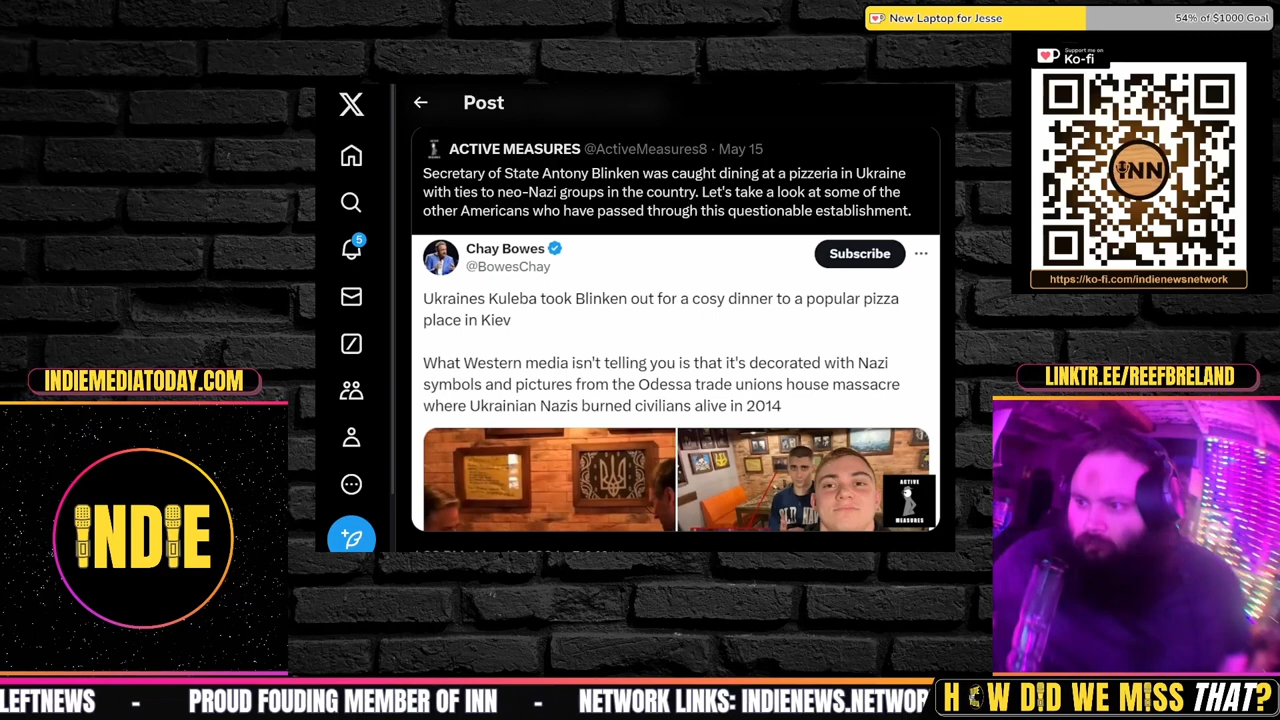 New Laptop for Jesse
54% of $1000 Goal
Support me on
Ko-fi
INN
https://ko-fi.com/indienewsnetwork
Post
ACTIVE MEASURES @ActiveMeasures8 · May 15
Secretary of State Antony Blinken was caught dining at a pizzeria in Ukraine
with ties to neo-Nazi groups in the country. Let's take a look at some of the
other Americans who have passed through this questionable establishment.
Chay Bowes
@BowesChay
Subscribe
5
Ukraines Kuleba took Blinken out for a cosy dinner to a popular pizza
place in Kiev
What Western media isn't telling you is that it's decorated with Nazi
symbols and pictures from the Odessa trade unions house massacre
where Ukrainian Nazis burned civilians alive in 2014
ACTIVE
MEASURES
INDIEMEDIATODAY.COM
INDIE
LINKTR.EE/REEFBRELAND
LEFTNEWS - PROUD FOUDING MEMBER OF INN - NETWORK LINKS: INDIENEWS.NETWOR
HOW DID WE MISS THAT?